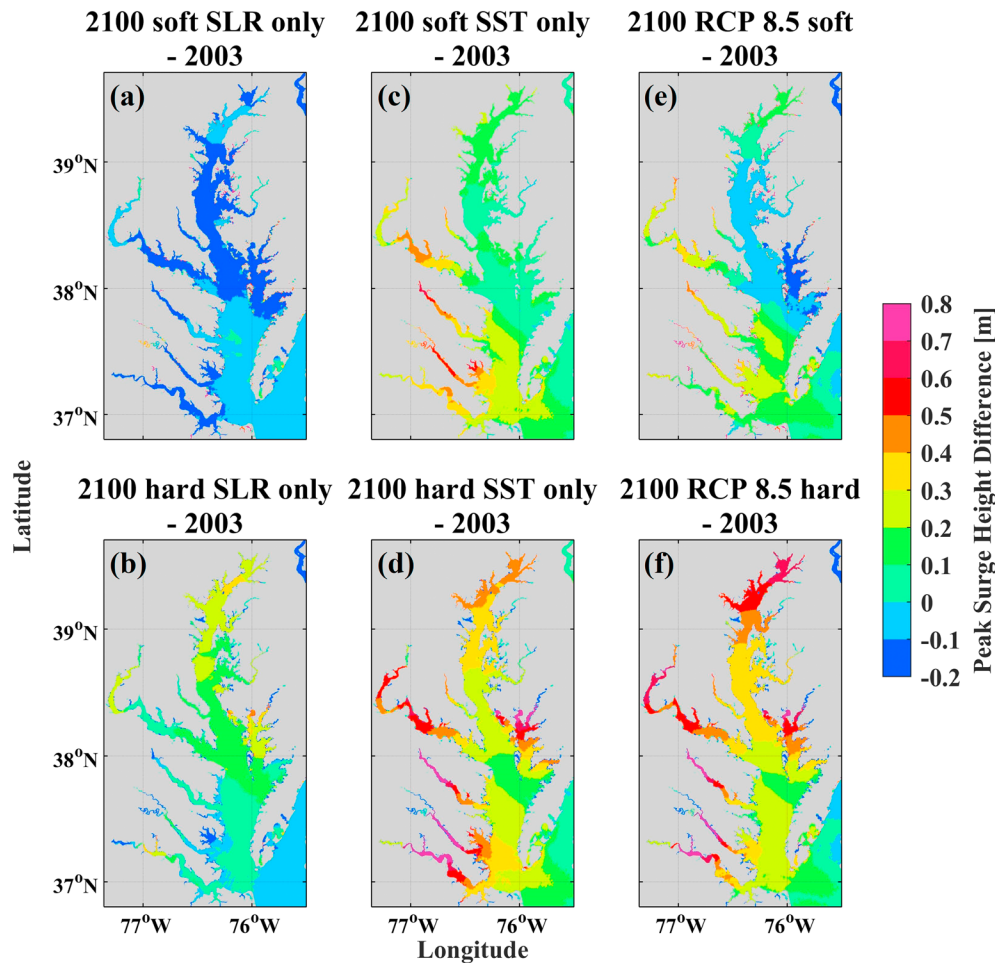 2100 soft SLR only
- 2003
2100 soft SST only
- 2003
2100 RCP 8.5 soft
- 2003
(a)
(c)
(e)
39°N
38°N
37°N
2100 hard SLR only
- 2003
2100 hard SST only
- 2003
2100 RCP 8.5 hard
- 2003
(b)
(d)
(f)
39°N
38°N
37°N
77°W
76°W
77°W
76°W
77°W
76°W
Latitude
Longitude
0.8
0.7
0.6
0.5
0.4
0.3
0.2
0.1
0
-0.1
-0.2
Peak Surge Height Difference [m]